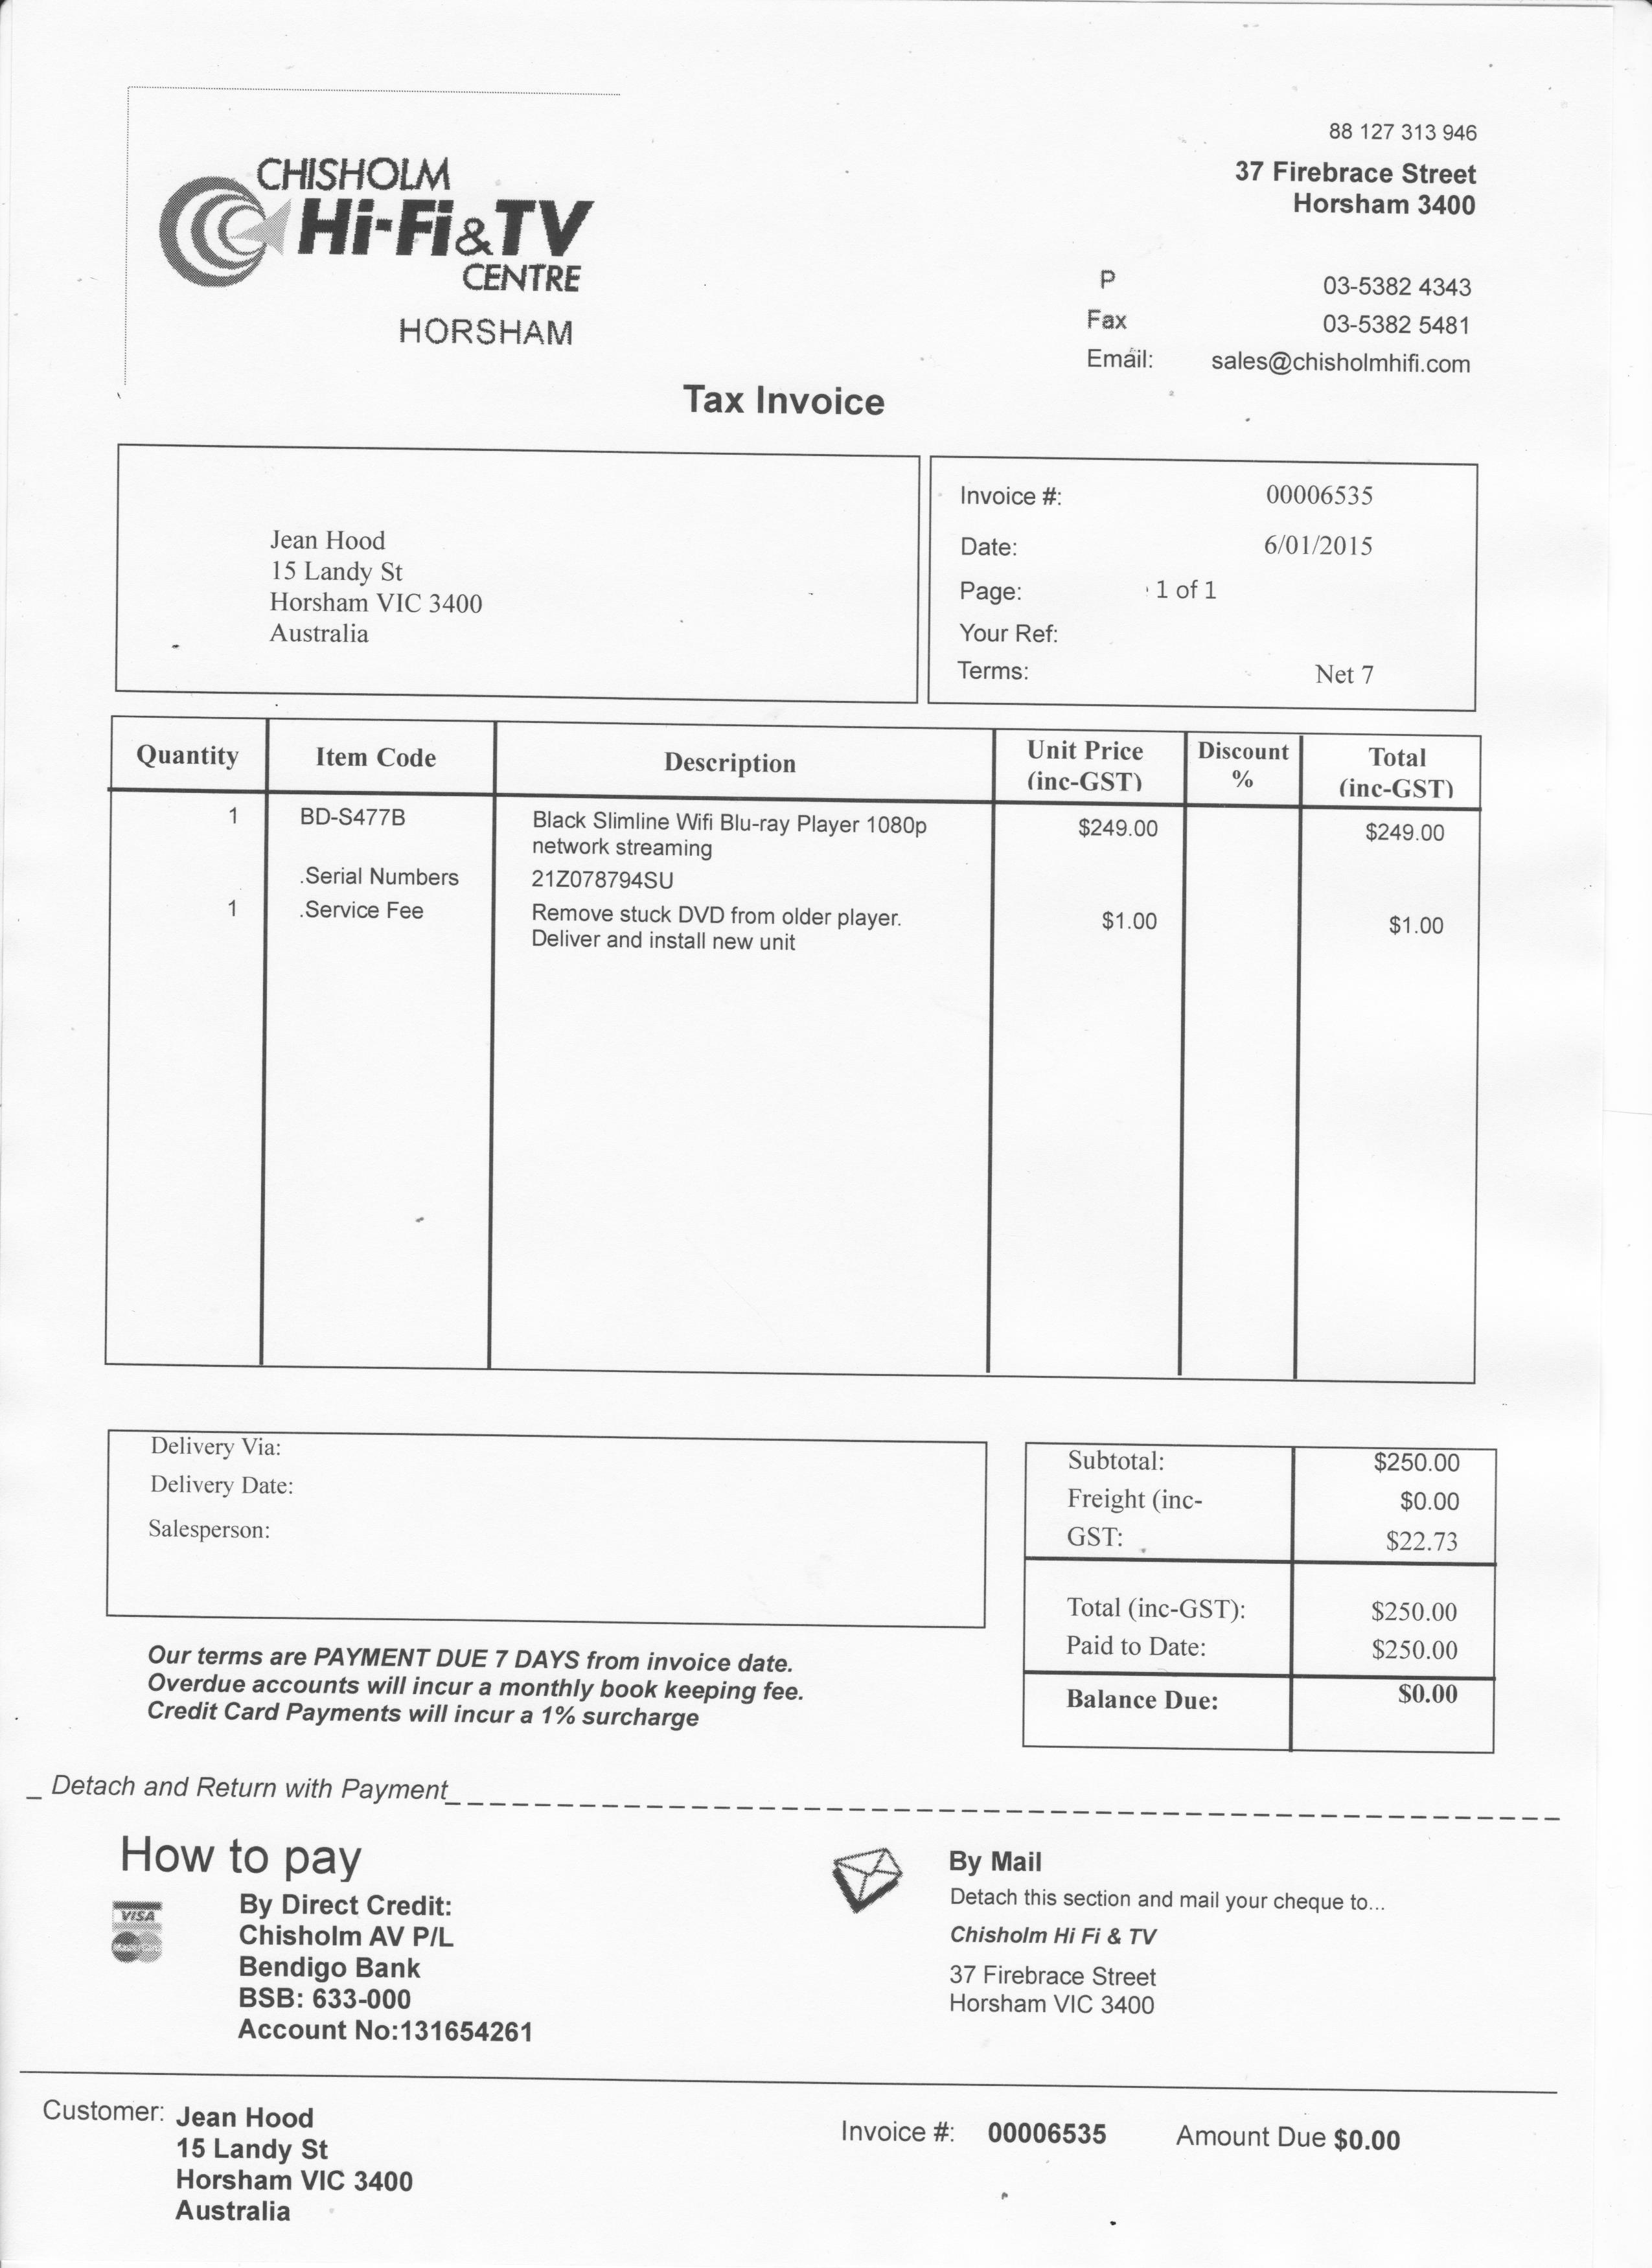 88 127 313 946
37 Firebrace Street
Horsham 3400
CHISHOLM
Hi-Fi & TV
CENTRE
HORSHAM
P 03-5382 4343
Fax 03-5382 5481
Email: sales@chisholmhifi.com
Tax Invoice
Jean Hood
15 Landy St
Horsham VIC 3400
Australia
Invoice #: 00006535
Date: 6/01/2015
Page: 1 of 1
Your Ref:
Terms: Net 7
Quantity Item Code Description Unit Price (inc-GST) Discount % Total (inc-GST)
1 BD-S477B Black Slimline Wifi Blu-ray Player 1080p $249.00 $249.00
network streaming
.Serial Numbers 21Z078794SU
1 .Service Fee Remove stuck DVD from older player. $1.00 $1.00
Deliver and install new unit
Delivery Via:
Delivery Date:
Salesperson:
Subtotal: $250.00
Freight (inc- $0.00
GST: $22.73
Total (inc-GST): $250.00
Paid to Date: $250.00
Balance Due: $0.00
Our terms are PAYMENT DUE 7 DAYS from invoice date.
Overdue accounts will incur a monthly book keeping fee.
Credit Card Payments will incur a 1% surcharge
Detach and Return with Payment
How to pay
VISA
MasterCard
By Direct Credit:
Chisholm AV P/L
Bendigo Bank
BSB: 633-000
Account No:131654261
By Mail
Detach this section and mail your cheque to...
Chisholm Hi Fi & TV
37 Firebrace Street
Horsham VIC 3400
Customer: Jean Hood
15 Landy St
Horsham VIC 3400
Australia
Invoice #: 00006535 Amount Due $0.00